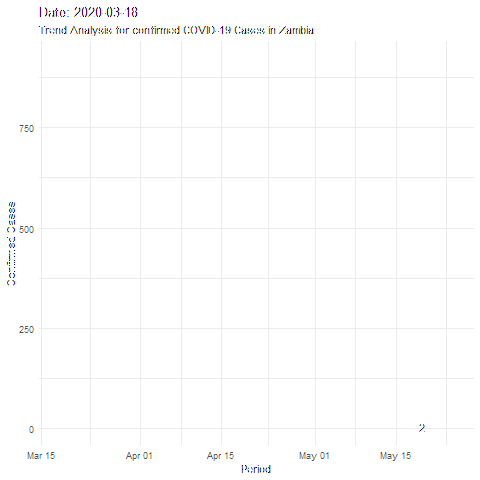 Date: 2020-03-18
Trend Analysis for confirmed COVID-19 Cases in Zambia
Confirmed Cases
750
500
250
0
2
Mar 15 Apr 01 Apr 15 May 01 May 15
Period